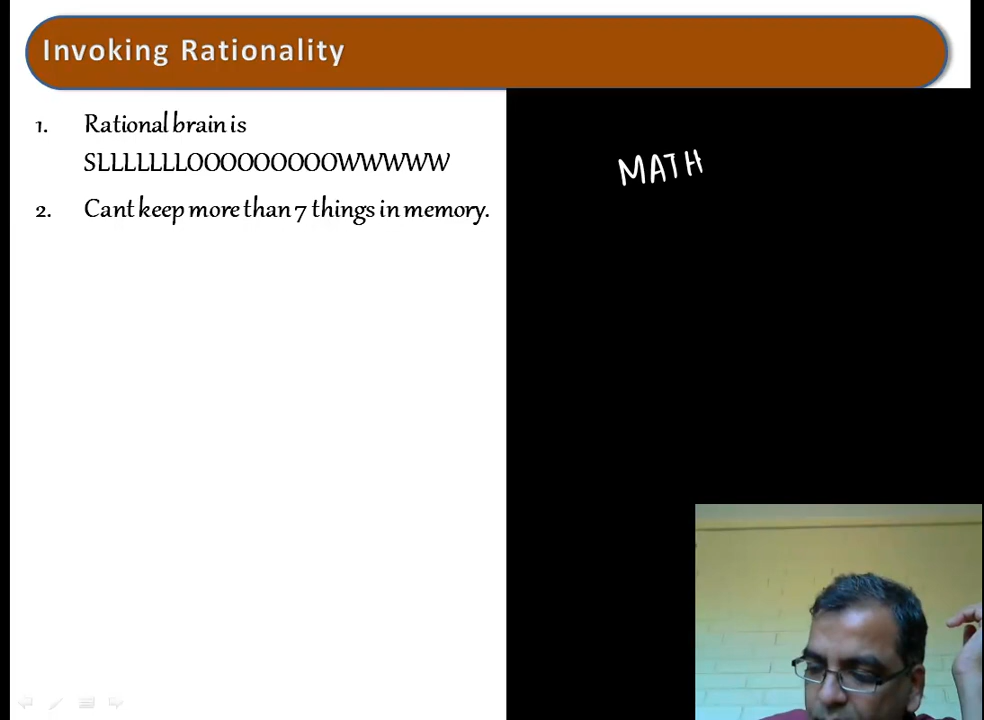 Invoking Rationality
1. Rational brain is
SLLLLLLLOOOOOOOOOWWWWW
2. Cant keep more than 7 things in memory.
MATH